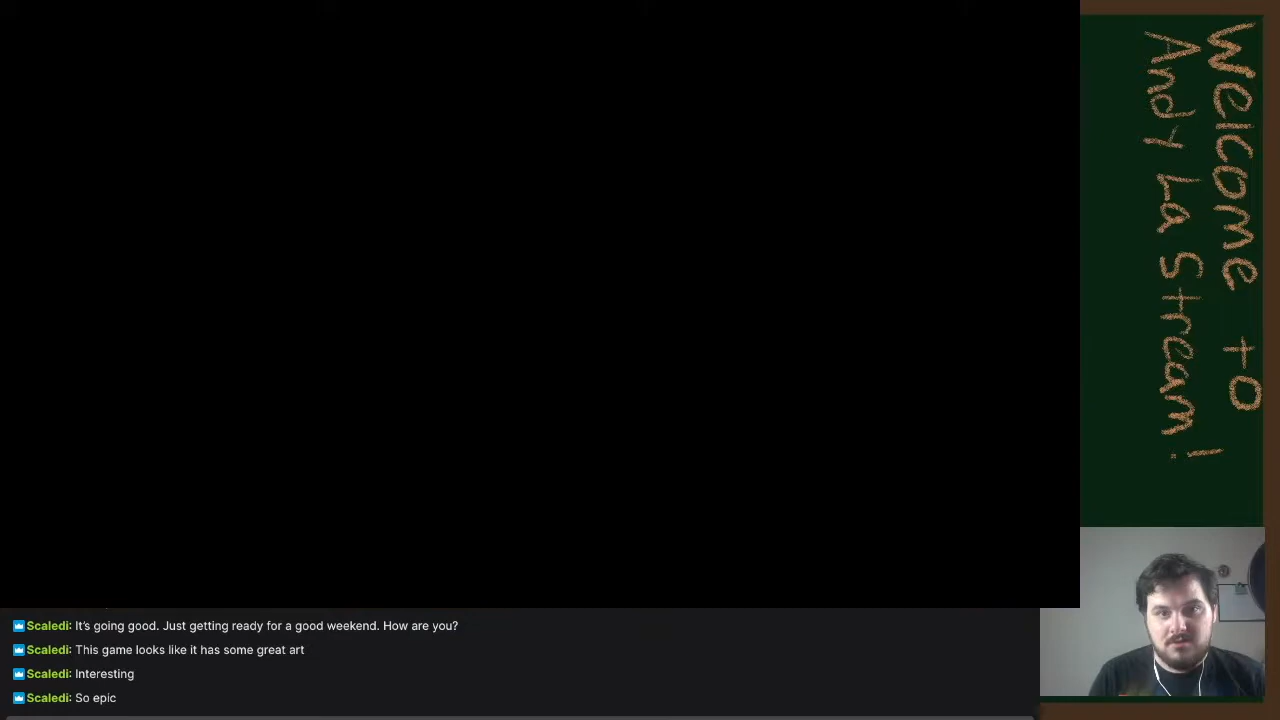 Welcome to
Andy La Stream!
Scaledi: It's going good. Just getting ready for a good weekend. How are you?
Scaledi: This game looks like it has some great art
Scaledi: Interesting
Scaledi: So epic